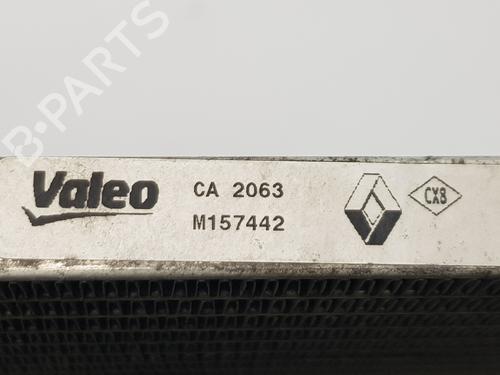 B-PARTS
Valeo CA 2063
M157442
CX8